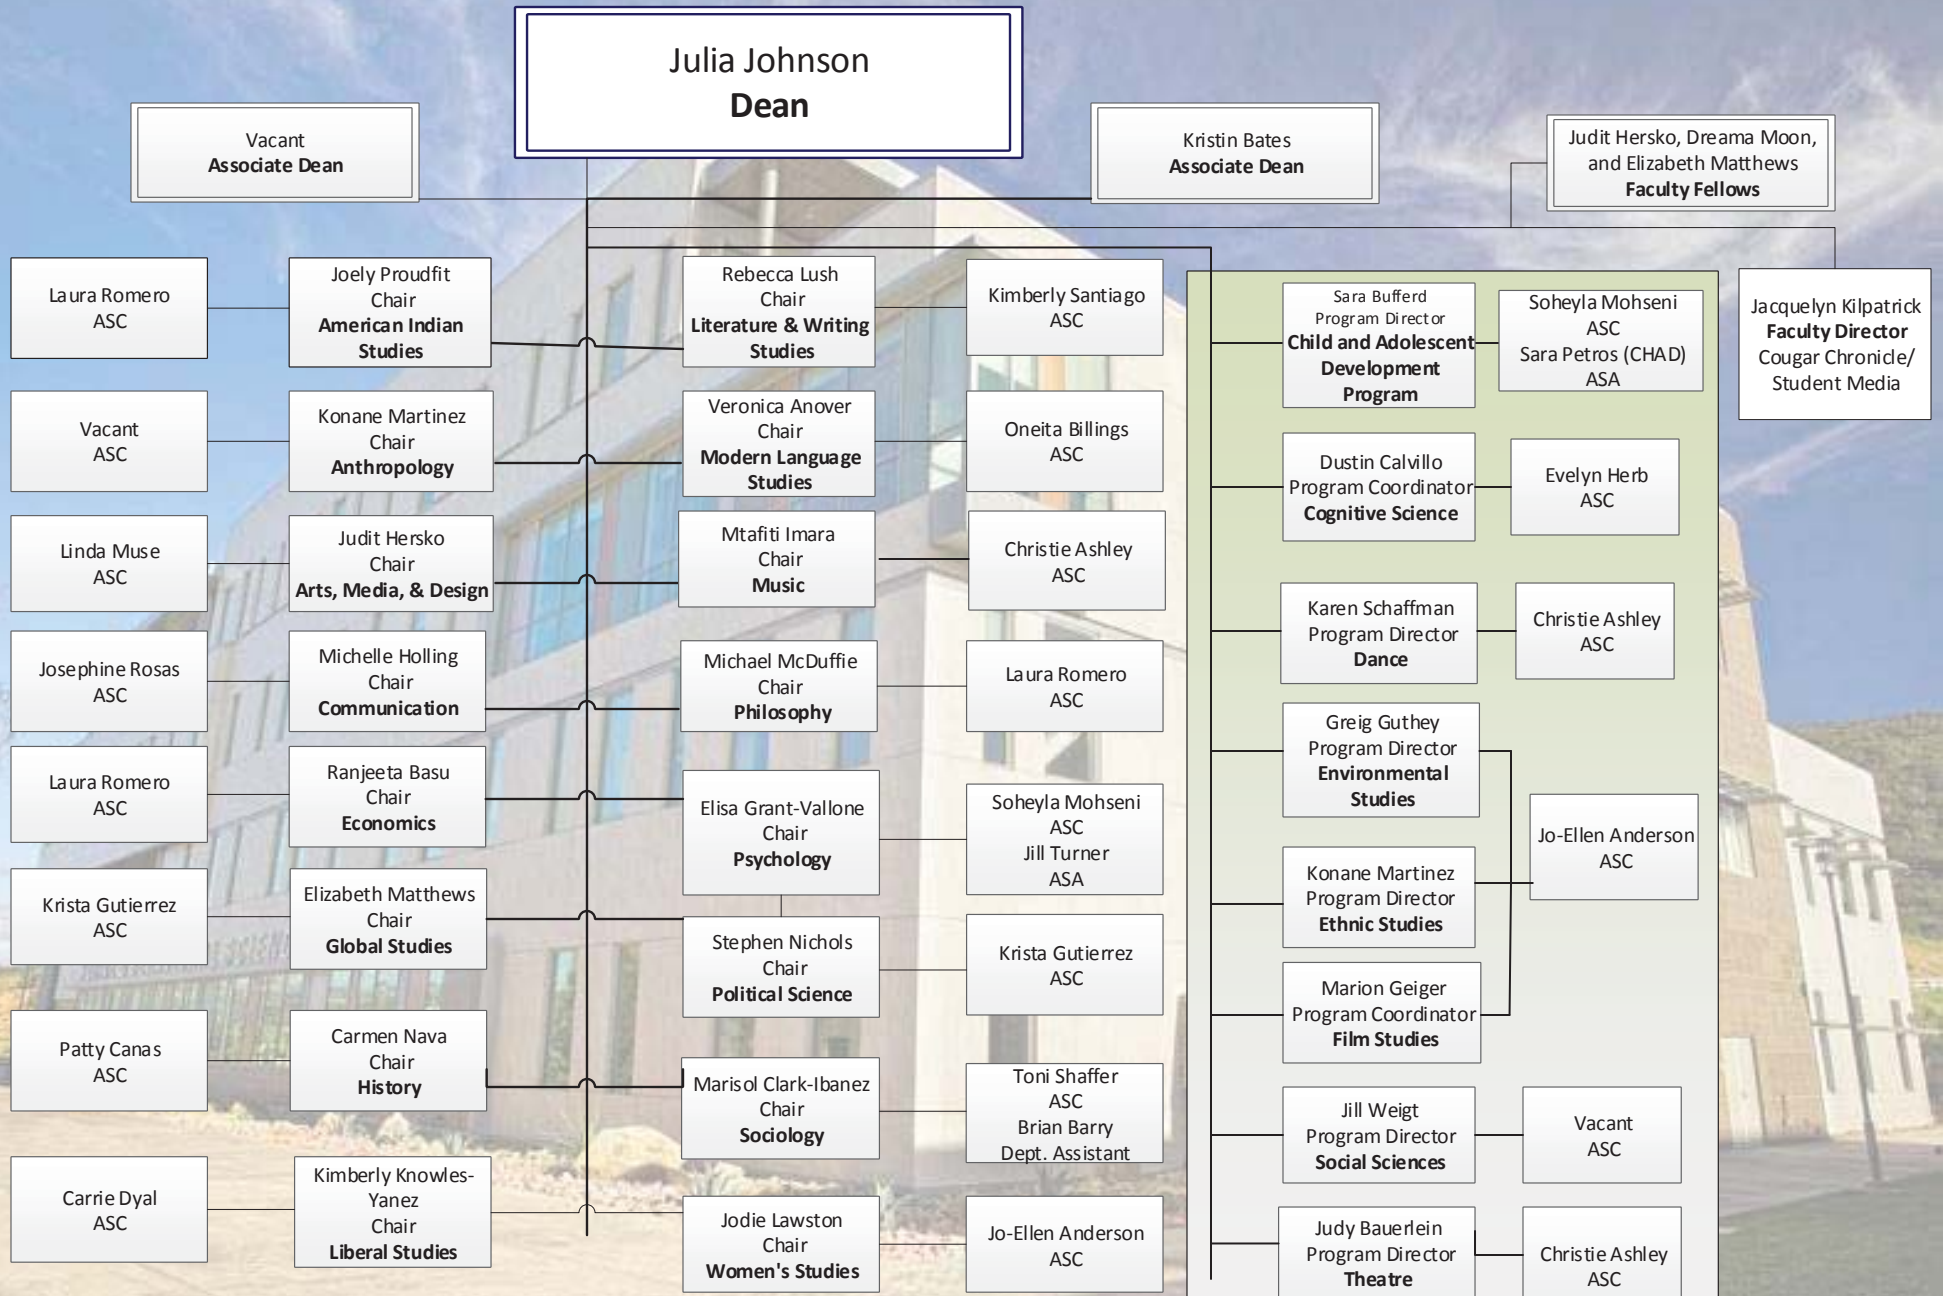 Julia Johnson
Dean
Vacant
Associate Dean
Kristin Bates
Associate Dean
Judit Hersko, Dreama Moon,
and Elizabeth Matthews
Faculty Fellows
Laura Romero
ASC
Joely Proudfit
Chair
American Indian
Studies
Rebecca Lush
Chair
Literature & Writing
Studies
Kimberly Santiago
ASC
Vacant
ASC
Konane Martinez
Chair
Anthropology
Veronica Anover
Chair
Modern Language
Studies
Oneita Billings
ASC
Linda Muse
ASC
Judit Hersko
Chair
Arts, Media, & Design
Mtafiti Imara
Chair
Music
Christie Ashley
ASC
Josephine Rosas
ASC
Michelle Holling
Chair
Communication
Michael McDuffie
Chair
Philosophy
Laura Romero
ASC
Laura Romero
ASC
Ranjeeta Basu
Chair
Economics
Elisa Grant-Vallone
Chair
Psychology
Soheyla Mohseni
ASC
Jill Turner
ASA
Krista Gutierrez
ASC
Elizabeth Matthews
Chair
Global Studies
Stephen Nichols
Chair
Political Science
Krista Gutierrez
ASC
Patty Canas
ASC
Carmen Nava
Chair
History
Marisol Clark-Ibanez
Chair
Sociology
Toni Shaffer
ASC
Brian Barry
Dept. Assistant
Carrie Dyal
ASC
Kimberly Knowles-
Yanez
Chair
Liberal Studies
Jodie Lawston
Chair
Women's Studies
Jo-Ellen Anderson
ASC
Sara Bufferd
Program Director
Child and Adolescent
Development
Program
Soheyla Mohseni
ASC
Sara Petros (CHAD)
ASA
Dustin Calvillo
Program Coordinator
Cognitive Science
Evelyn Herb
ASC
Karen Schaffman
Program Director
Dance
Christie Ashley
ASC
Greig Guthey
Program Director
Environmental
Studies
Konane Martinez
Program Director
Ethnic Studies
Marion Geiger
Program Coordinator
Film Studies
Jo-Ellen Anderson
ASC
Jill Weigt
Program Director
Social Sciences
Vacant
ASC
Judy Bauerlein
Program Director
Theatre
Christie Ashley
ASC
Jacquelyn Kilpatrick
Faculty Director
Cougar Chronicle/
Student Media